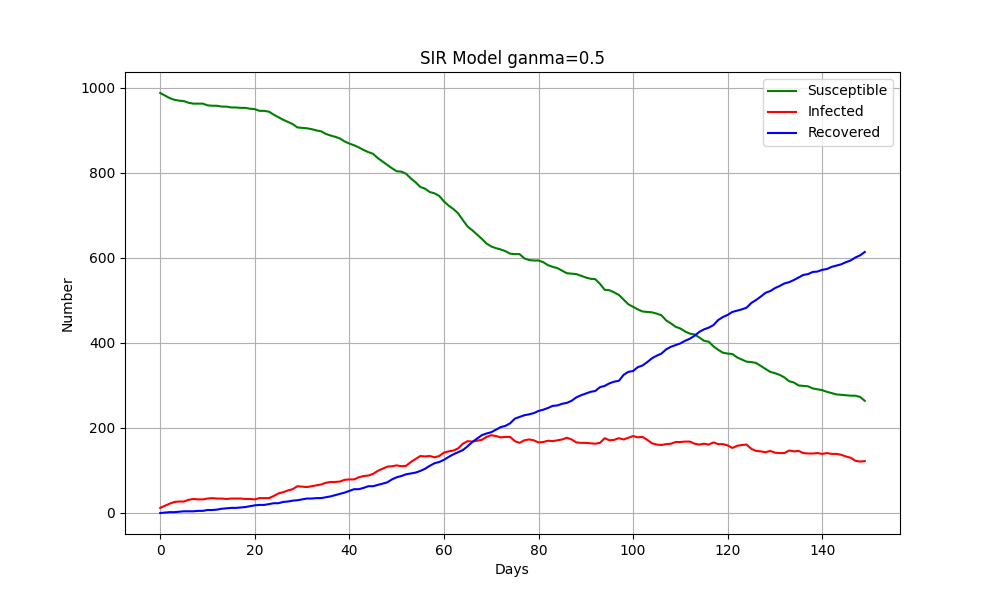 SIR Model ganma=0.5
Susceptible
Infected
Recovered
1000
800
600
400
200
0
Number
0 20 40 60 80 100 120 140
Days